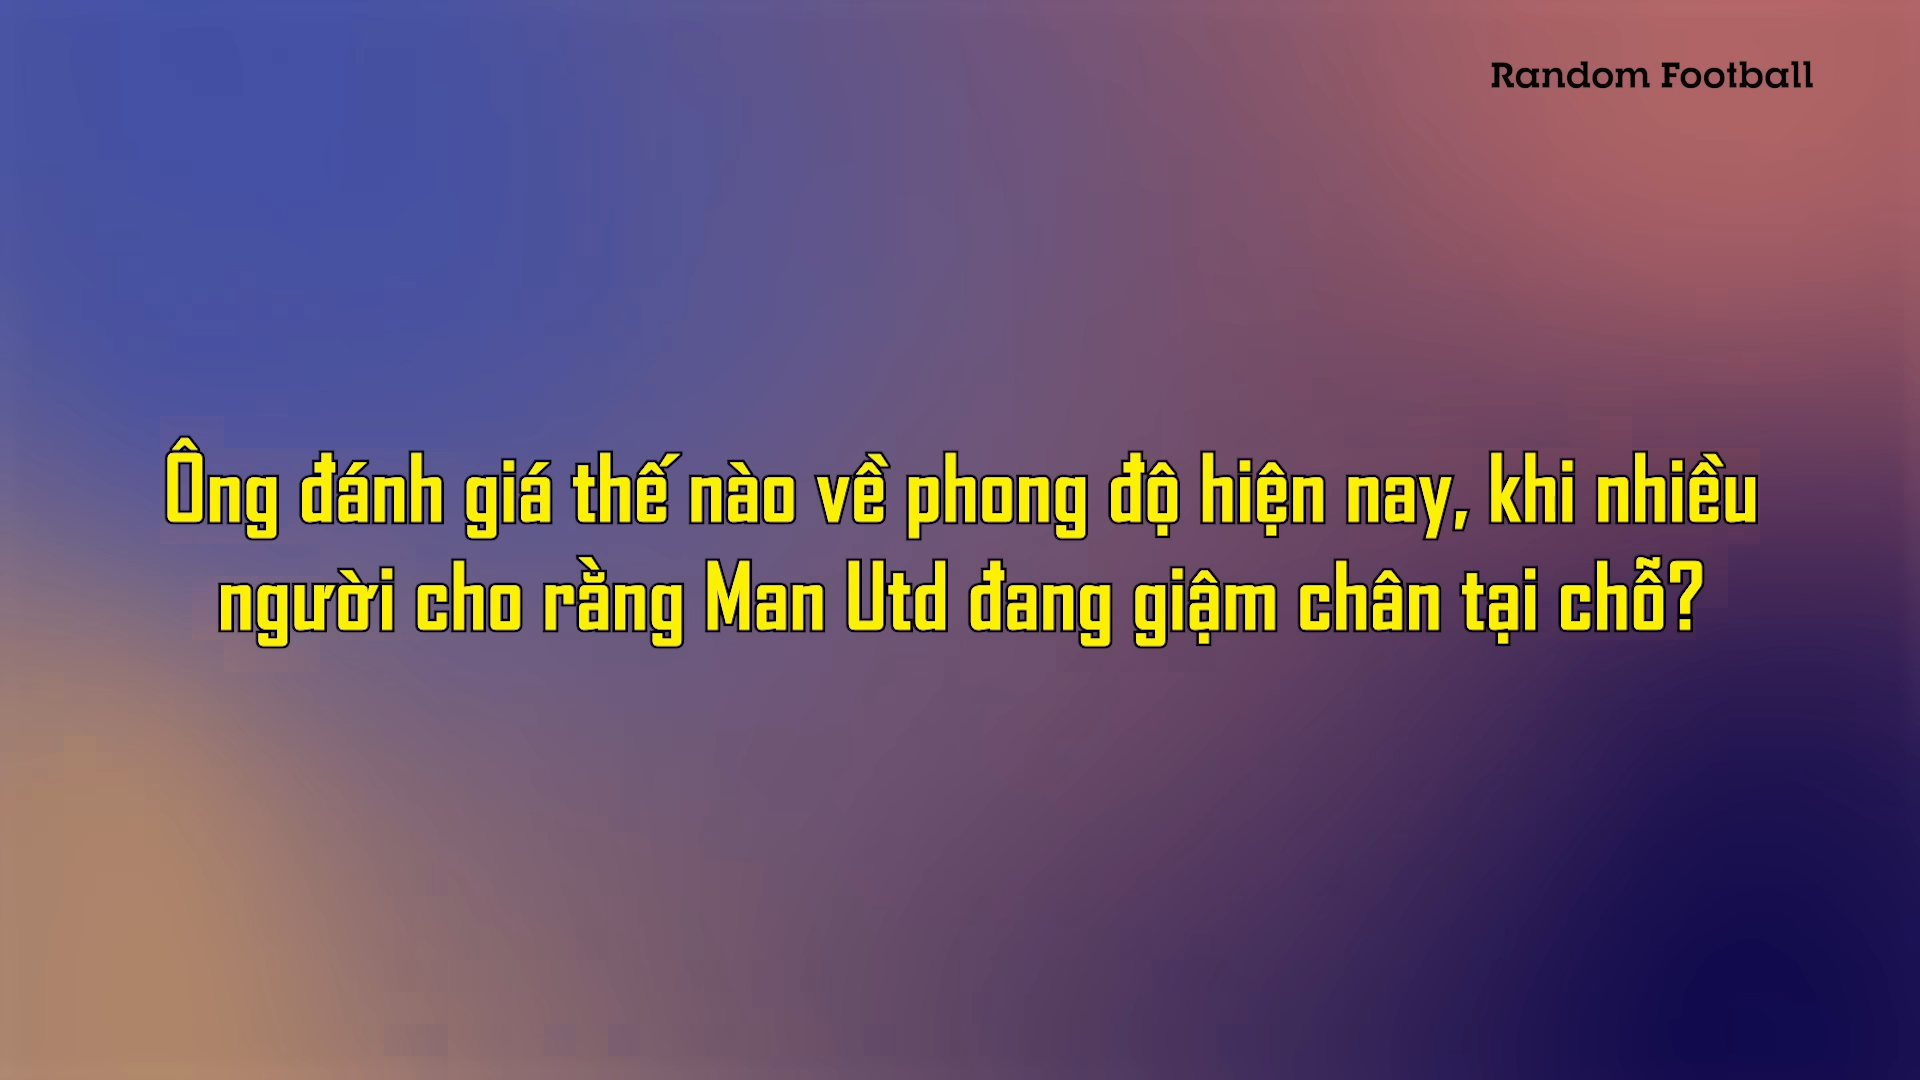 Random Football
Ông đánh giá thế nào về phong độ hiện nay, khi nhiều
người cho rằng Man Utd đang giậm chân tại chỗ?